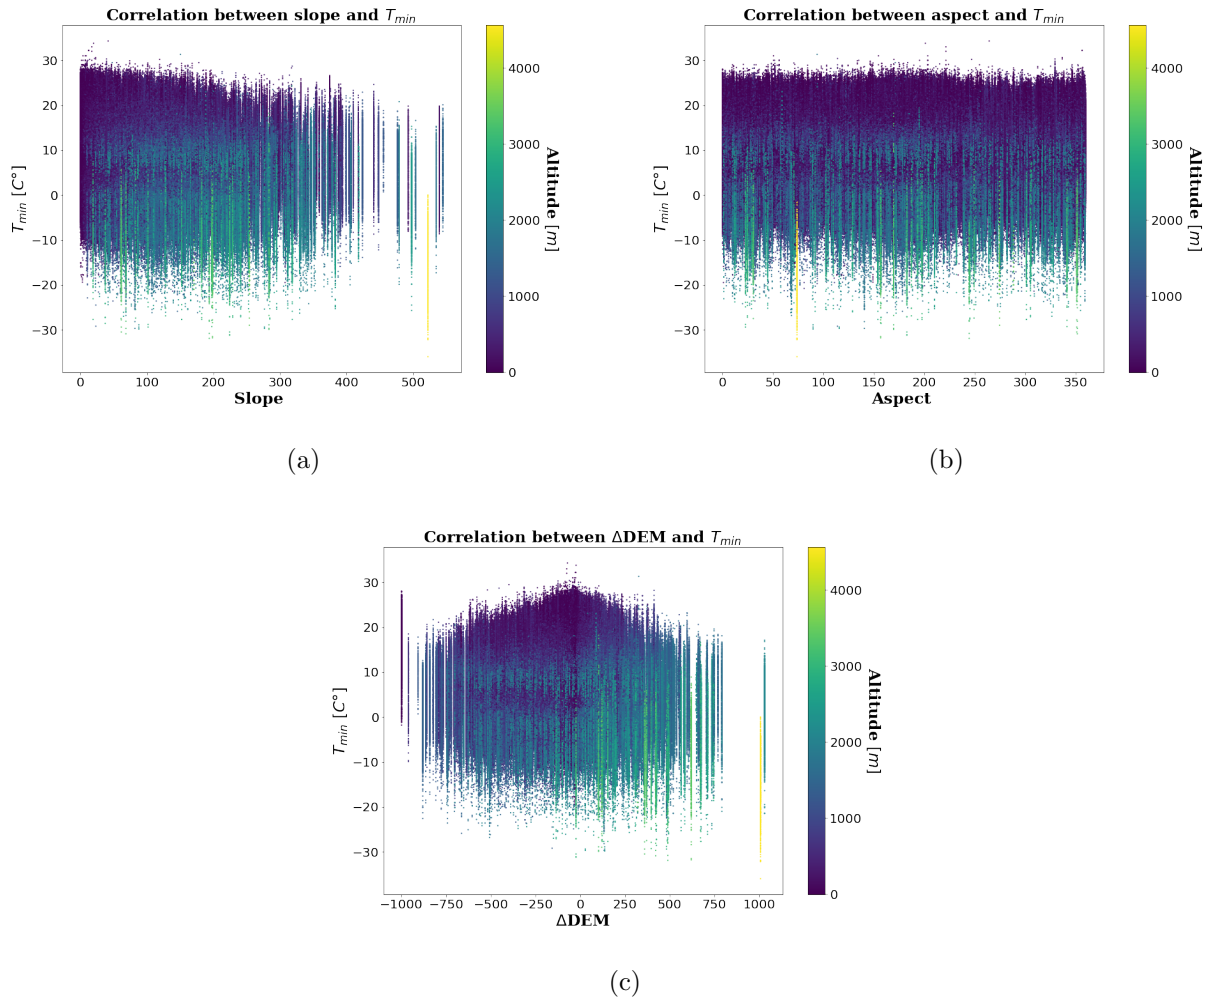 Correlation between slope and T_min
30
20
10
0
−10
−20
−30
T_min [C°]
0 100 200 300 400 500
Slope
4000
3000
2000
1000
0
Altitude [m]
(a)
Correlation between aspect and T_min
30
20
10
0
−10
−20
−30
T_min [C°]
0 50 100 150 200 250 300 350
Aspect
4000
3000
2000
1000
0
Altitude [m]
(b)
Correlation between ΔDEM and T_min
30
20
10
0
−10
−20
−30
T_min [C°]
−1000 −750 −500 −250 0 250 500 750 1000
ΔDEM
4000
3000
2000
1000
0
Altitude [m]
(c)